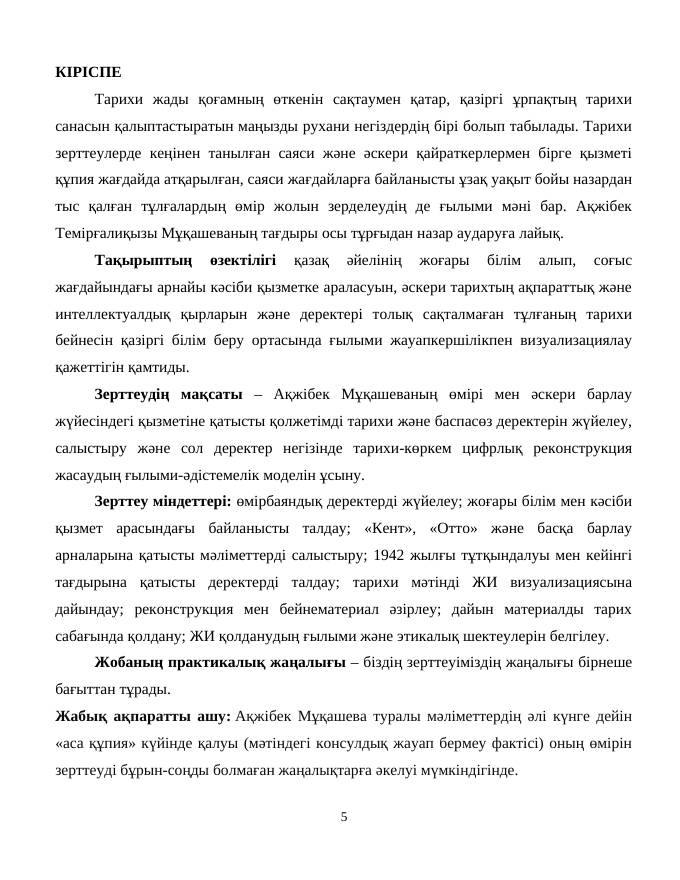 КІРІСПЕ
Тарихи жады қоғамның өткенін сақтаумен қатар, қазіргі ұрпақтың тарихи
санасын қалыптастыратын маңызды рухани негіздердің бірі болып табылады. Тарихи
зерттеулерде кеңінен танылған саяси және әскери қайраткерлермен бірге қызметі
құпия жағдайда атқарылған, саяси жағдайларға байланысты ұзақ уақыт бойы назардан
тыс қалған тұлғалардың өмір жолын зерделеудің де ғылыми мәні бар. Ақжібек
Темірғалиқызы Мұқашеваның тағдыры осы тұрғыдан назар аударуға лайық.
Тақырыптың өзектілігі қазақ әйелінің жоғары білім алып, соғыс
жағдайындағы арнайы кәсіби қызметке араласуын, әскери тарихтың ақпараттық және
интеллектуалдық қырларын және деректері толық сақталмаған тұлғаның тарихи
бейнесін қазіргі білім беру ортасында ғылыми жауапкершілікпен визуализациялау
қажеттігін қамтиды.
Зерттеудің мақсаты – Ақжібек Мұқашеваның өмірі мен әскери барлау
жүйесіндегі қызметіне қатысты қолжетімді тарихи және баспасөз деректерін жүйелеу,
салыстыру және сол деректер негізінде тарихи-көркем цифрлық реконструкция
жасаудың ғылыми-әдістемелік моделін ұсыну.
Зерттеу міндеттері: өмірбаяндық деректерді жүйелеу; жоғары білім мен кәсіби
қызмет арасындағы байланысты талдау; «Кент», «Отто» және басқа барлау
арналарына қатысты мәліметтерді салыстыру; 1942 жылғы тұтқындалуы мен кейінгі
тағдырына қатысты деректерді талдау; тарихи мәтінді ЖИ визуализациясына
дайындау; реконструкция мен бейнематериал әзірлеу; дайын материалды тарих
сабағында қолдану; ЖИ қолданудың ғылыми және этикалық шектеулерін белгілеу.
Жобаның практикалық жаңалығы – біздің зерттеуіміздің жаңалығы бірнеше
бағыттан тұрады.
Жабық ақпаратты ашу: Ақжібек Мұқашева туралы мәліметтердің әлі күнге дейін
«аса құпия» күйінде қалуы (мәтіндегі консулдық жауап бермеу фактісі) оның өмірін
зерттеуді бұрын-соңды болмаған жаңалықтарға әкелуі мүмкіндігінде.
5